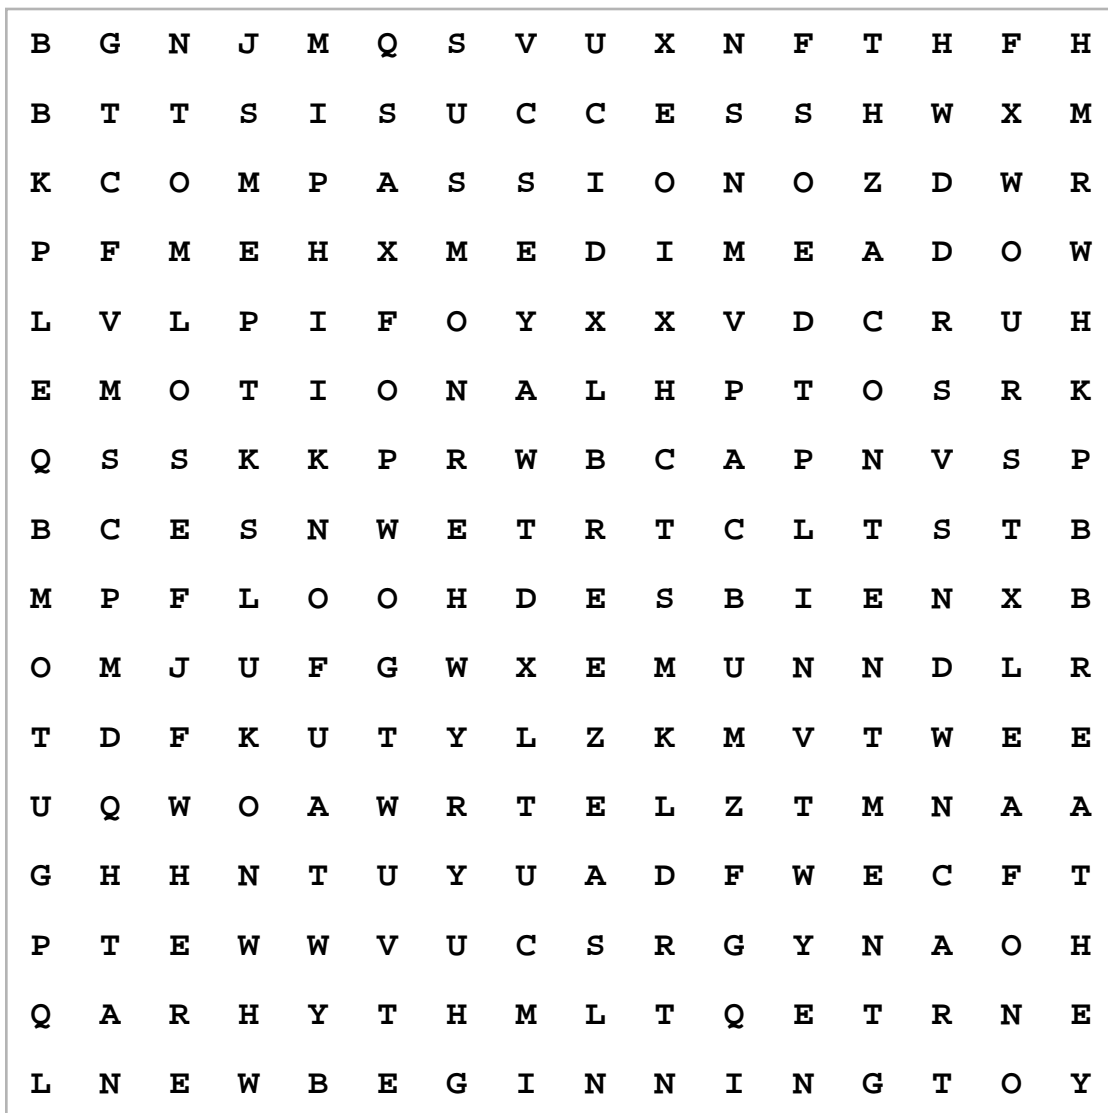 B G N J M Q S V U X N F T H F H
B T T S I S U C C E S S H W X M
K C O M P A S S I O N O Z D W R
P F M E H X M E D I M E A D O W
L V L P I F O Y X X V D C R U H
E M O T I O N A L H P T O S R K
Q S S K K P R W B C A P N V S P
B C E S N W E T R T C L T S T B
M P F L O O H D E S B I E N X B
O M J U F G W X E M U N N D L R
T D F K U T Y L Z K M V T W E E
U Q W O A W R T E L Z T M N A A
G H H N T U Y U A D F W E C F T
P T E W W V U C S R G Y N A O H
Q A R H Y T H M L T Q E T R N E
L N E W B E G I N N I N G T O Y